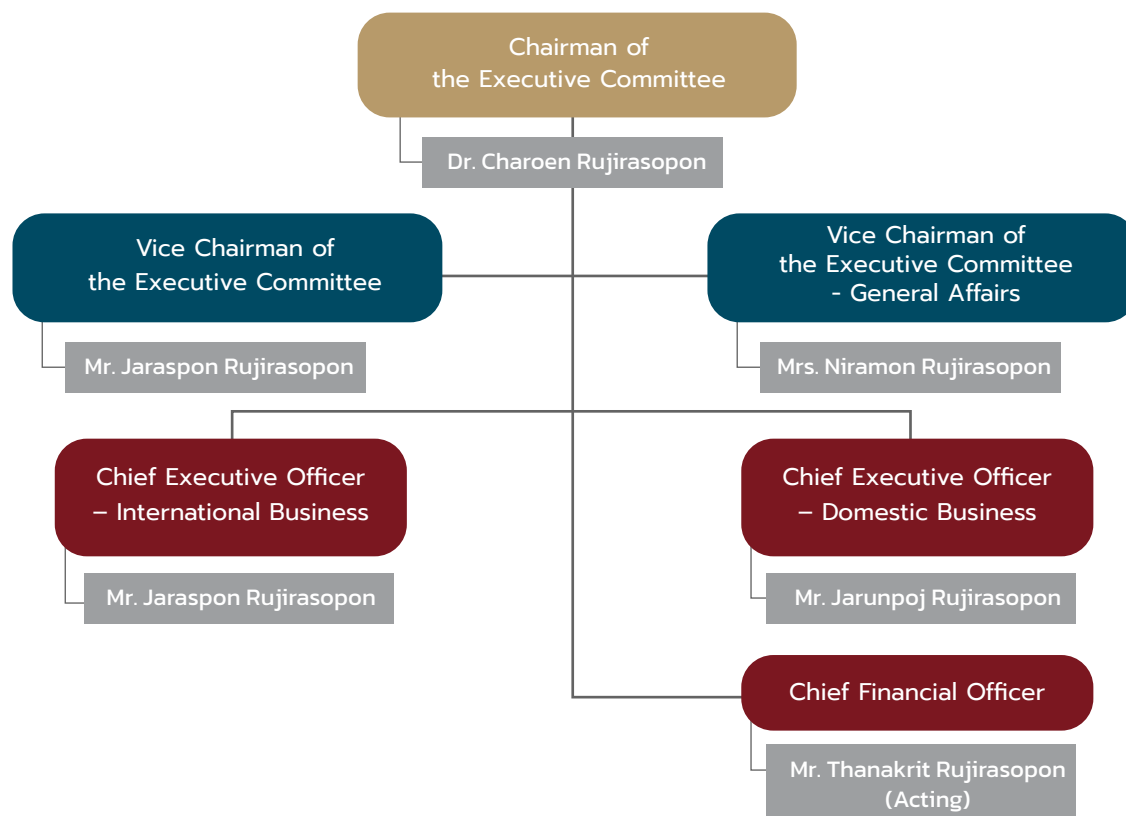 Chairman of
the Executive Committee
Dr. Charoen Rujirasopon
Vice Chairman of
the Executive Committee
Mr. Jaraspon Rujirasopon
Vice Chairman of
the Executive Committee
- General Affairs
Mrs. Niramon Rujirasopon
Chief Executive Officer
– International Business
Mr. Jaraspon Rujirasopon
Chief Executive Officer
– Domestic Business
Mr. Jarunpoj Rujirasopon
Chief Financial Officer
Mr. Thanakrit Rujirasopon
(Acting)